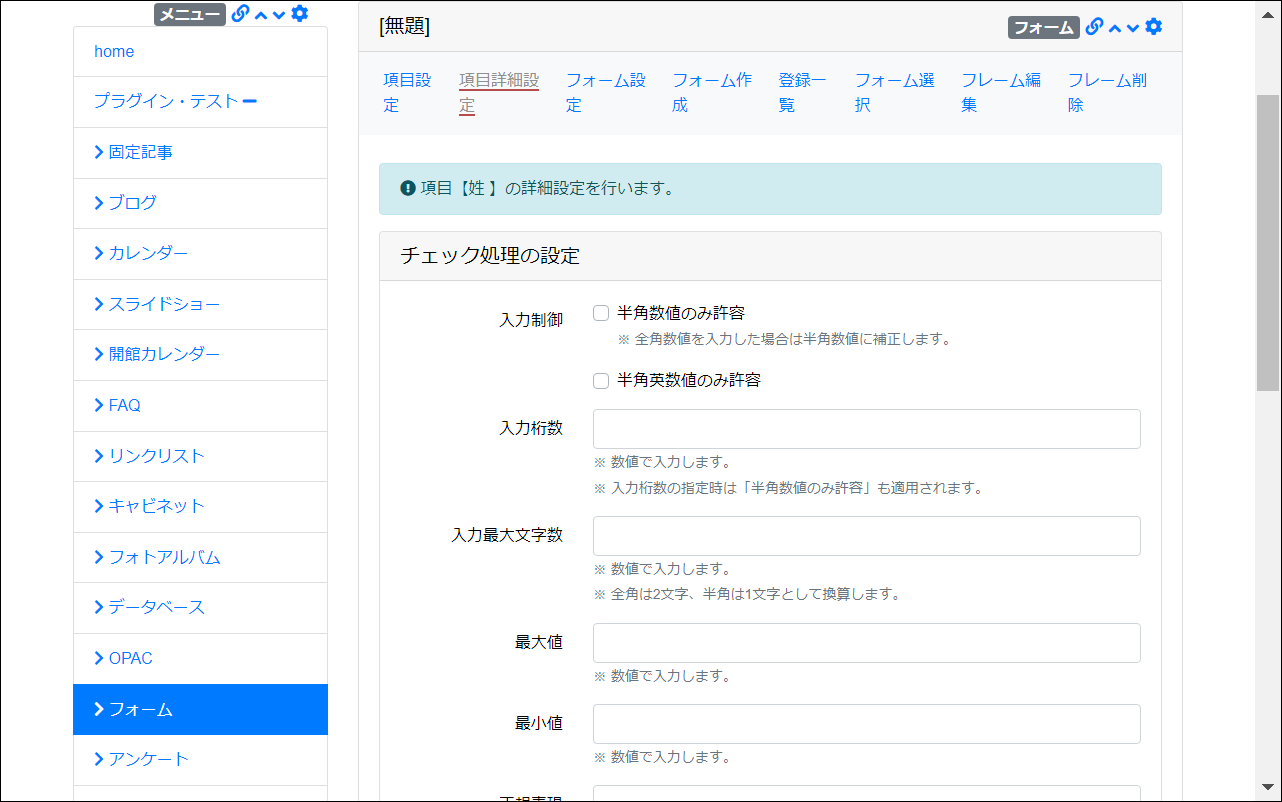 メニュー
home
プラグイン・テスト
固定記事
ブログ
カレンダー
スライドショー
開館カレンダー
FAQ
リンクリスト
キャビネット
フォトアルバム
データベース
OPAC
フォーム
アンケート
[無題]
フォーム
項目設定
項目詳細設定
フォーム設定
フォーム作成
登録一覧
フォーム選択
フレーム編集
フレーム削除
項目【姓 】の詳細設定を行います。
チェック処理の設定
入力制御
半角数値のみ許容
※ 全角数値を入力した場合は半角数値に補正します。
半角英数値のみ許容
入力桁数
※ 数値で入力します。
※ 入力桁数の指定時は「半角数値のみ許容」も適用されます。
入力最大文字数
※ 数値で入力します。
※ 全角は2文字、半角は1文字として換算します。
最大値
※ 数値で入力します。
最小値
※ 数値で入力します。